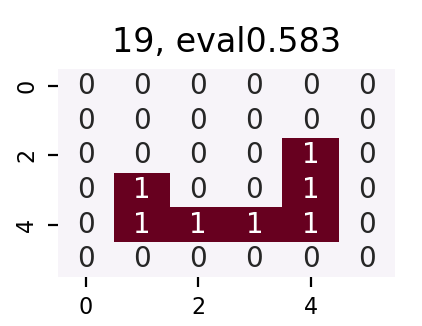 19, eval0.583
0 0 0 0 0 0 0
0 0 0 0 0 0
2 0 0 0 0 1 0
0 1 0 0 1 0
4 0 1 1 1 1 0
0 0 0 0 0 0
0 2 4